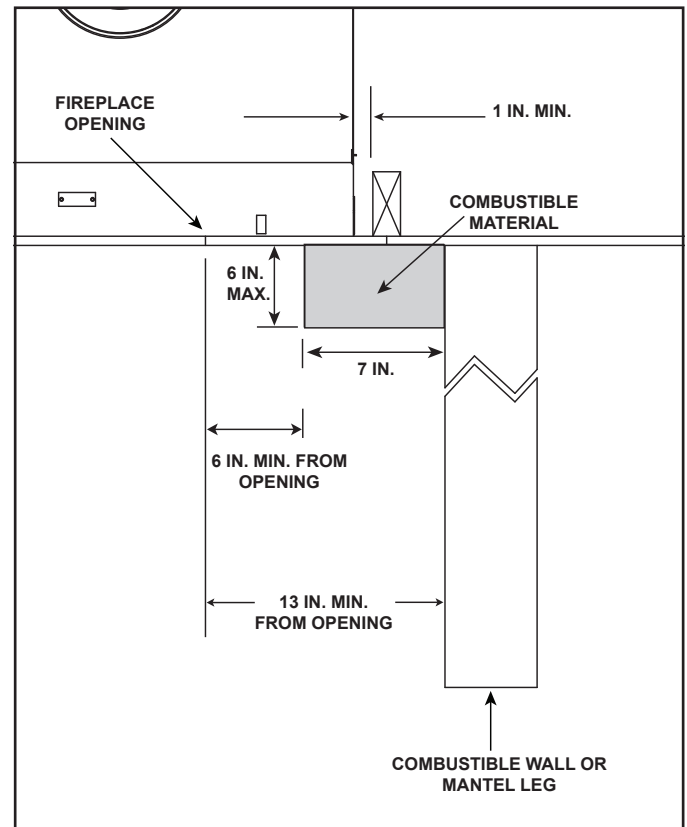 FIREPLACE
OPENING
1 IN. MIN.
COMBUSTIBLE
MATERIAL
6 IN.
MAX.
7 IN.
6 IN. MIN. FROM
OPENING
13 IN. MIN.
FROM OPENING
COMBUSTIBLE WALL OR
MANTEL LEG